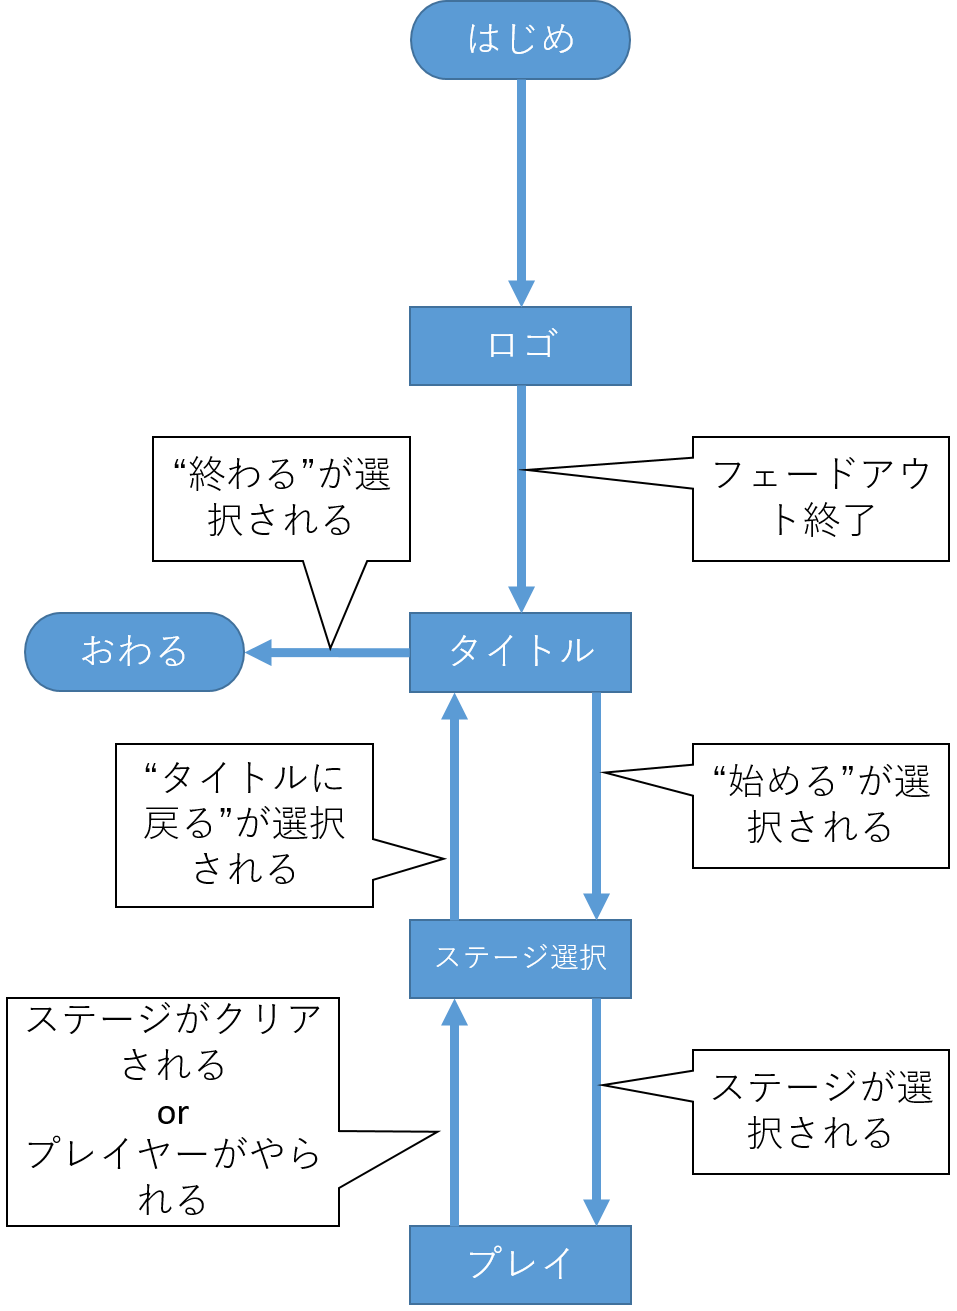 はじめ
ロゴ
“終わる”が選
択される
フェードアウ
ト終了
おわる
タイトル
“タイトルに
戻る”が選択
される
“始める”が選
択される
ステージ選択
ステージがクリア
される
or
プレイヤーがやら
れる
ステージが選
択される
プレイ